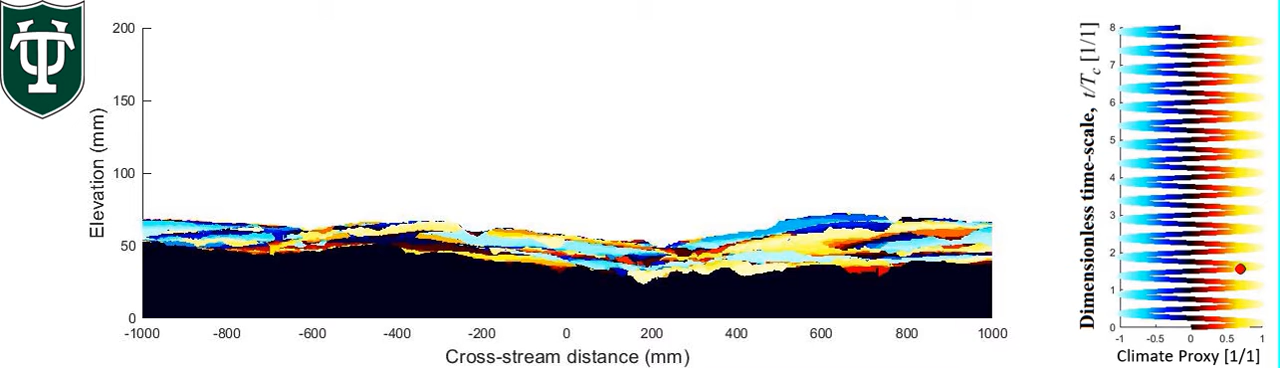 200
150
100
50
0
Elevation (mm)
-1000 -800 -600 -400 -200 0 200 400 600 800 1000
Cross-stream distance (mm)
8
7
6
5
4
3
2
1
0
Dimensionless time-scale, t/Tc [1/1]
-1 -0.5 0 0.5 1
Climate Proxy [1/1]